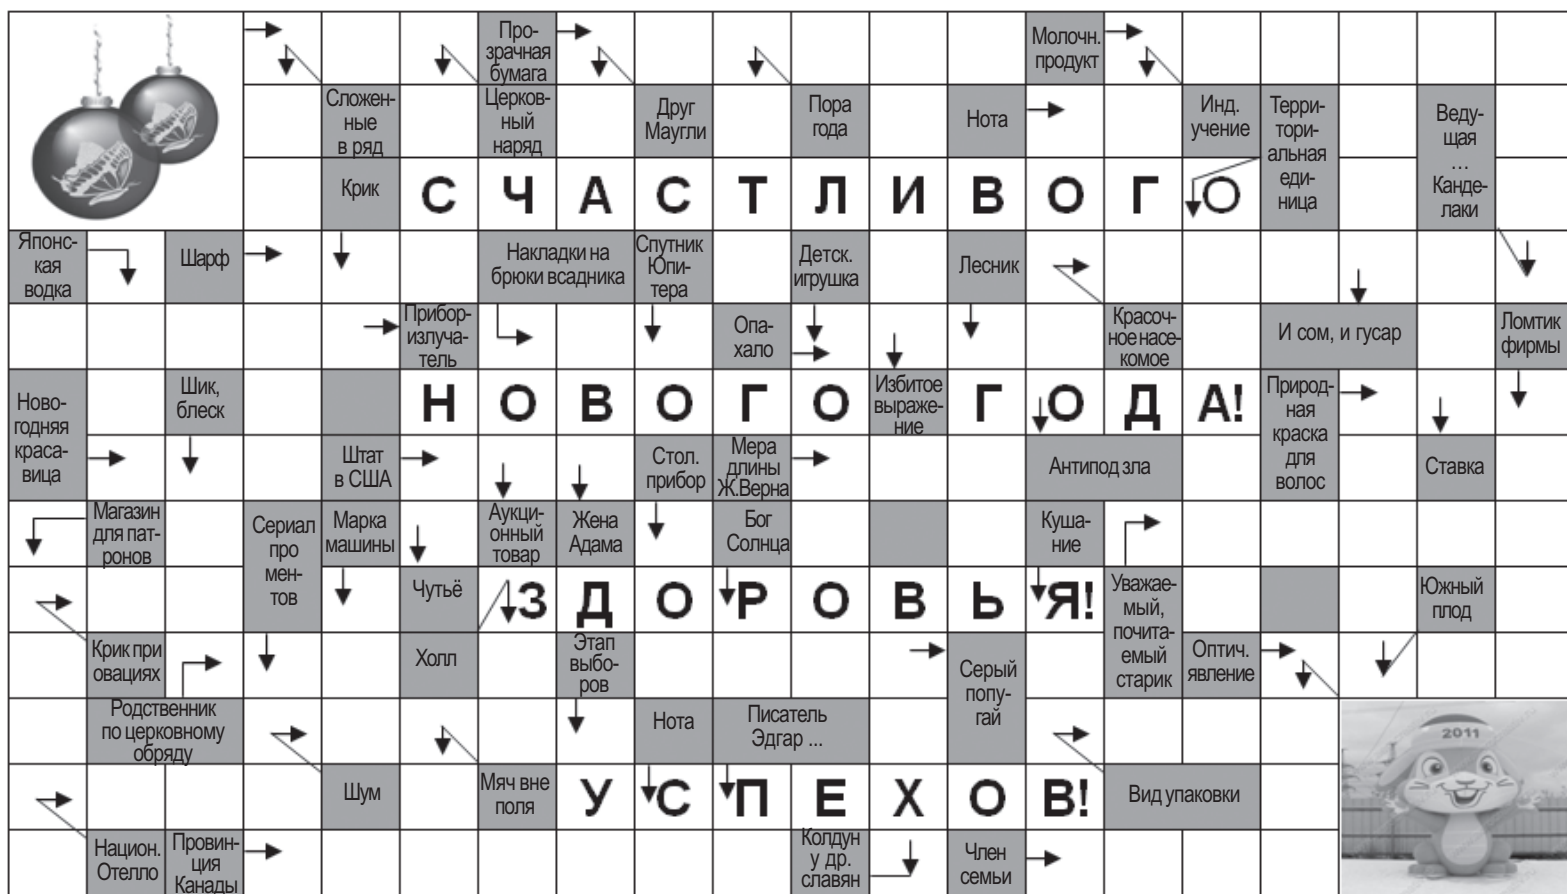 Про-
зрачная
бумага
Молочн.
продукт
Сложен-
ные
в ряд
Церков-
ный
наряд
Друг
Маугли
Пора
года
Нота
Инд.
учение
Терри-
тори-
альная
еди-
ница
Веду-
щая
...
Канде-
лаки
Крик
СЧАСТЛИВОГО
Японс-
кая
водка
Шарф
Накладки на
брюки всадника
Спутник
Юпи-
тера
Детск.
игрушка
Лесник
Прибор-
излуча-
тель
Опа-
хало
Красоч-
ное насе-
комое
И сом, и гусар
Ломтик
фирмы
Ново-
годняя
краса-
вица
Шик,
блеск
НОВОГО
Избитое
выраже-
ние
ГОДА!
Природ-
ная
краска
для
волос
Штат
в США
Стол.
прибор
Мера
длины
Ж.Верна
Антипод зла
Ставка
Магазин
для пат-
ронов
Сериал
про
мен-
тов
Марка
машины
Аукци-
онный
товар
Жена
Адама
Бог
Солнца
Куша-
ние
Чутьё
ЗДОРОВЬЯ!
Уважае-
мый,
почита-
емый
старик
Южный
плод
Крик при
овациях
Холл
Этап
выбо-
ров
Серый
попу-
гай
Оптич.
явление
Родственник
по церковному
обряду
Нота
Писатель
Эдгар ...
2011
Шум
Мяч вне
поля
УСПЕХОВ!
Вид упаковки
Национ.
Отелло
Провин-
ция
Канады
Колдун
у др.
славян
Член
семьи